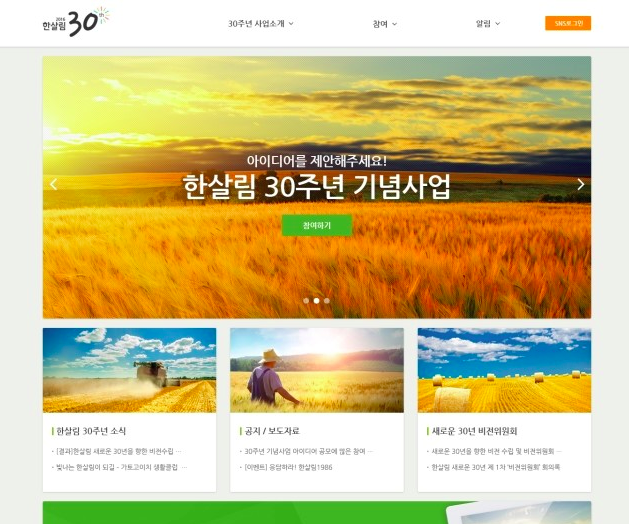 2016
한살림 30th
30주년 사업소개
참여
알림
SNS로그인
아이디어를 제안해주세요!
한살림 30주년 기념사업
참여하기
한살림 30주년 소식
· [결과]한살림 새로운 30년을 향한 비전수립 ···
· 빛나는 한살림이 되길 - 가토고이치 생활클럽 ···
공지 / 보도자료
· 30주년 기념사업 아이디어 공모에 많은 참여 ···
· [이벤트] 응답하라! 한살림1986
새로운 30년 비전위원회
· 새로운 30년을 향한 비전 수립 및 비전위원회 ···
· 한살림 새로운 30년 제 1차 '비전위원회' 회의록